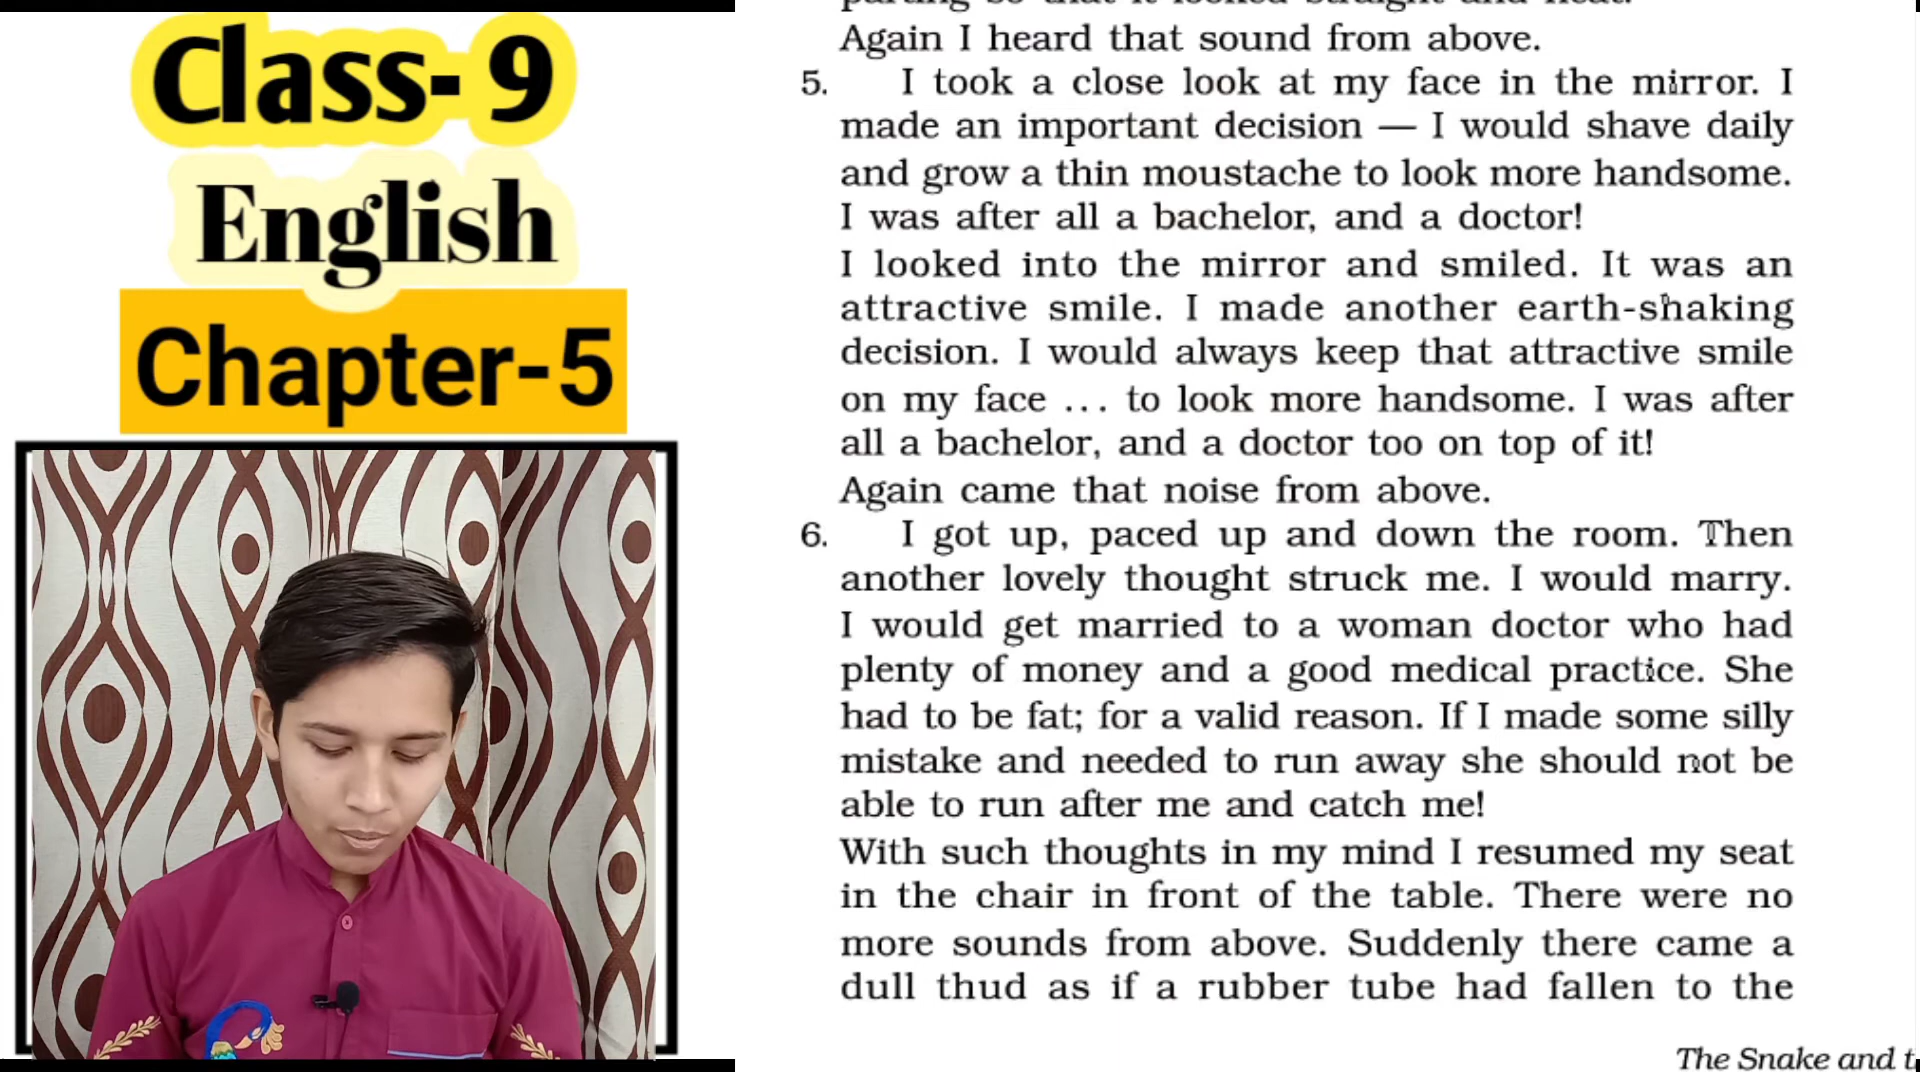 Class- 9
English
Chapter-5
Again I heard that sound from above.
5. I took a close look at my face in the mirror. I
made an important decision — I would shave daily
and grow a thin moustache to look more handsome.
I was after all a bachelor, and a doctor!
I looked into the mirror and smiled. It was an
attractive smile. I made another earth-shaking
decision. I would always keep that attractive smile
on my face ... to look more handsome. I was after
all a bachelor, and a doctor too on top of it!
Again came that noise from above.
6. I got up, paced up and down the room. Then
another lovely thought struck me. I would marry.
I would get married to a woman doctor who had
plenty of money and a good medical practice. She
had to be fat; for a valid reason. If I made some silly
mistake and needed to run away she should not be
able to run after me and catch me!
With such thoughts in my mind I resumed my seat
in the chair in front of the table. There were no
more sounds from above. Suddenly there came a
dull thud as if a rubber tube had fallen to the
The Snake and t